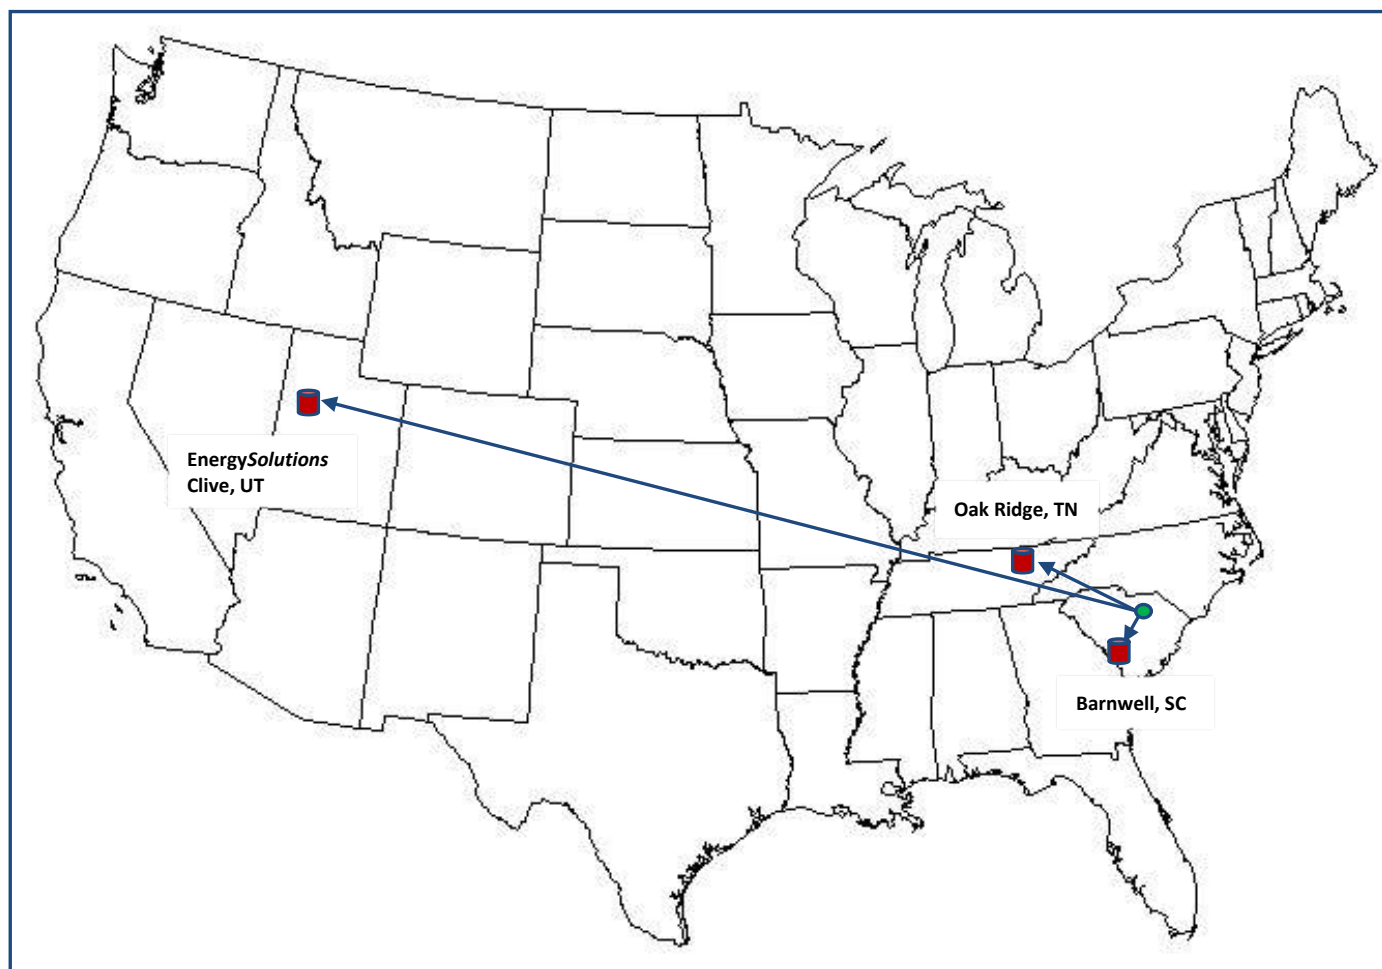 EnergySolutions
Clive, UT
Oak Ridge, TN
Barnwell, SC